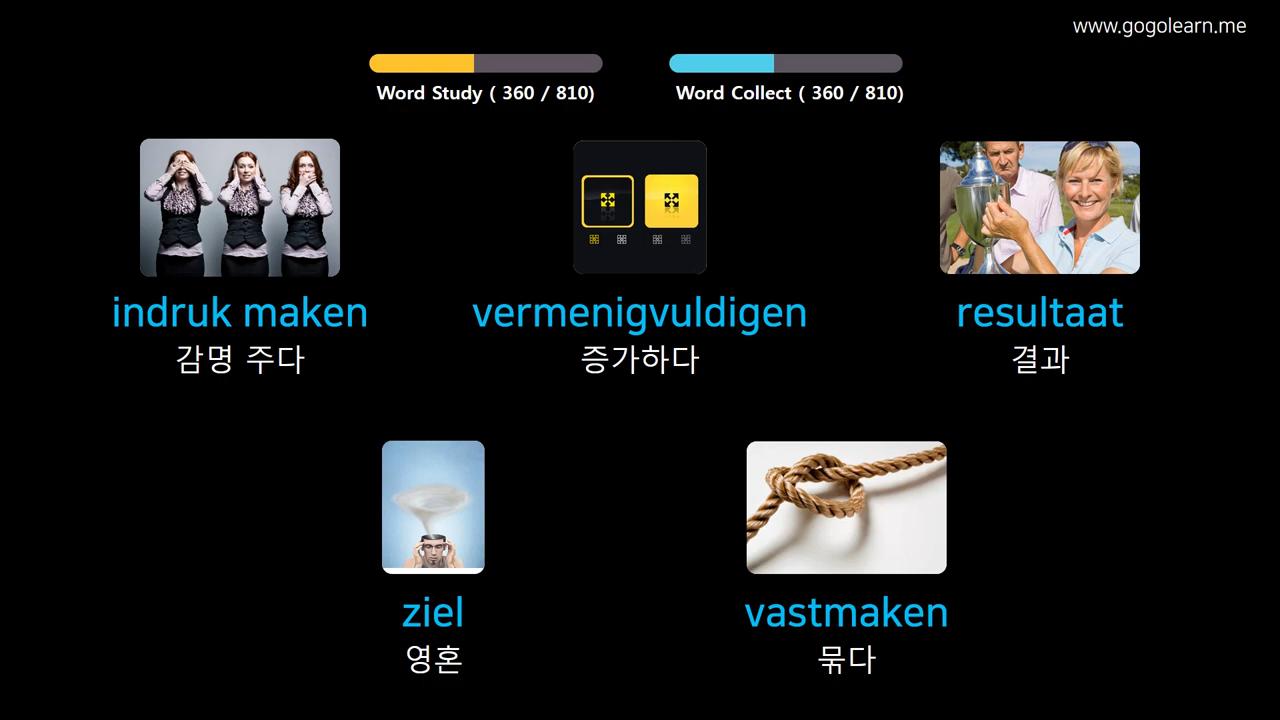 www.gogolearn.me
Word Study ( 360 / 810)
Word Collect ( 360 / 810)
indruk maken
감명 주다
vermenigvuldigen
증가하다
resultaat
결과
ziel
영혼
vastmaken
묶다